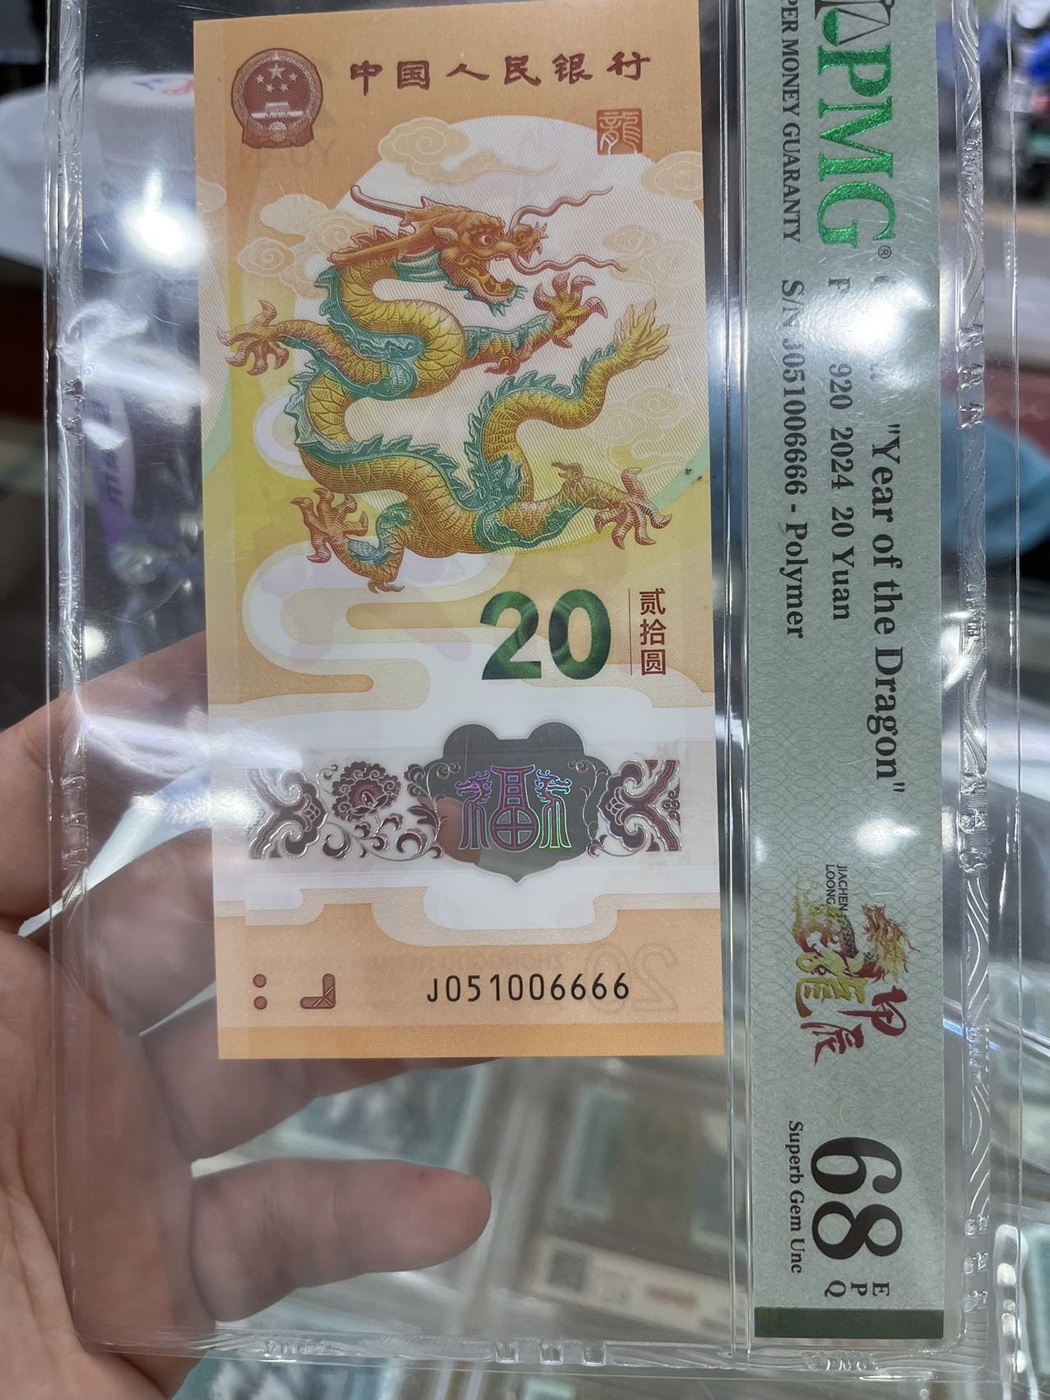 中国人民银行
龍
20
贰拾圆
福
J051006666
PMG®
PER MONEY GUARANTY
"Year of the Dragon"
920 2024 20 Yuan
S/N J051006666 - Polymer
JIACHEN
LOONG
甲辰
龍
68
EPQ
Superb Gem Unc